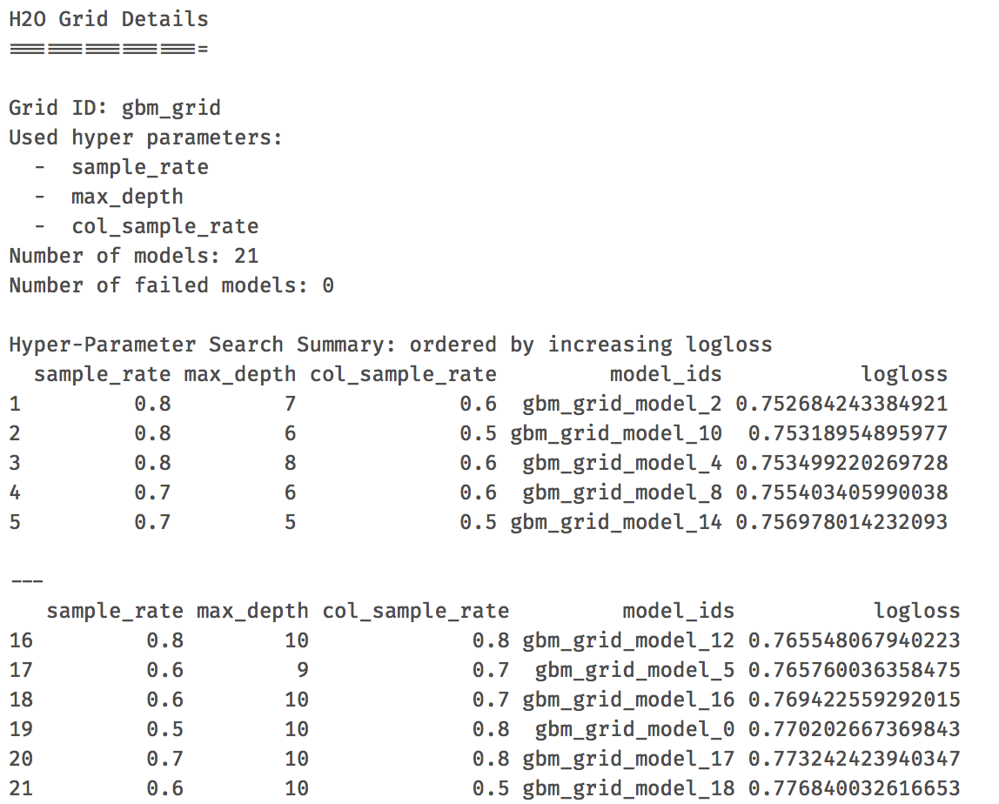 H2O Grid Details
================

Grid ID: gbm_grid
Used hyper parameters:
  -  sample_rate
  -  max_depth
  -  col_sample_rate
Number of models: 21
Number of failed models: 0

Hyper-Parameter Search Summary: ordered by increasing logloss
  sample_rate max_depth col_sample_rate         model_ids           logloss
1         0.8         7             0.6  gbm_grid_model_2 0.752684243384921
2         0.8         6             0.5 gbm_grid_model_10  0.75318954895977
3         0.8         8             0.6  gbm_grid_model_4 0.753499220269728
4         0.7         6             0.6  gbm_grid_model_8 0.755403405990038
5         0.7         5             0.5 gbm_grid_model_14 0.756978014232093

---
   sample_rate max_depth col_sample_rate         model_ids           logloss
16         0.8        10             0.8 gbm_grid_model_12 0.765548067940223
17         0.6         9             0.7  gbm_grid_model_5 0.765760036358475
18         0.6        10             0.7 gbm_grid_model_16 0.769422559292015
19         0.5        10             0.8  gbm_grid_model_0 0.770202667369843
20         0.7        10             0.8 gbm_grid_model_17 0.773242423940347
21         0.6        10             0.5 gbm_grid_model_18 0.776840032616653